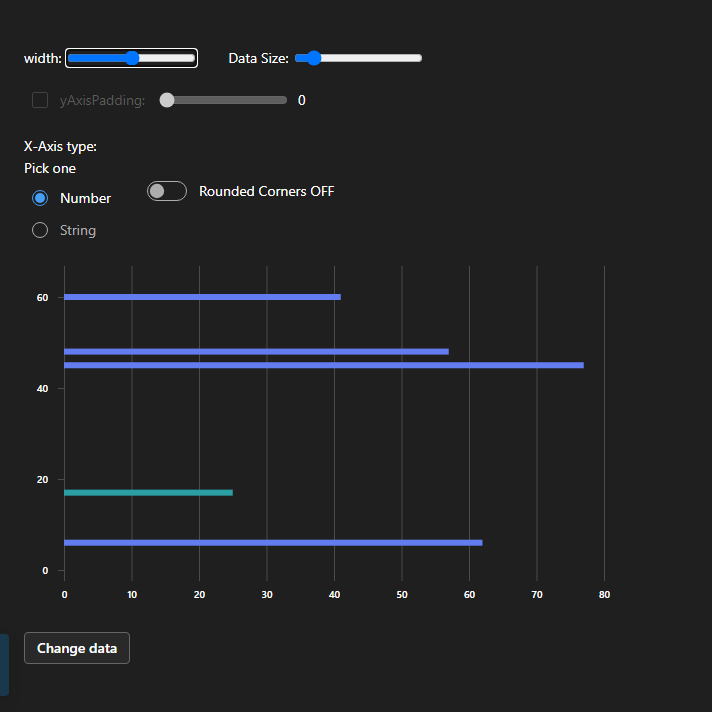 width: Data Size:
yAxisPadding: 0
X-Axis type:
Pick one
Number
Rounded Corners OFF
String
60
40
20
0
0 10 20 30 40 50 60 70 80
Change data